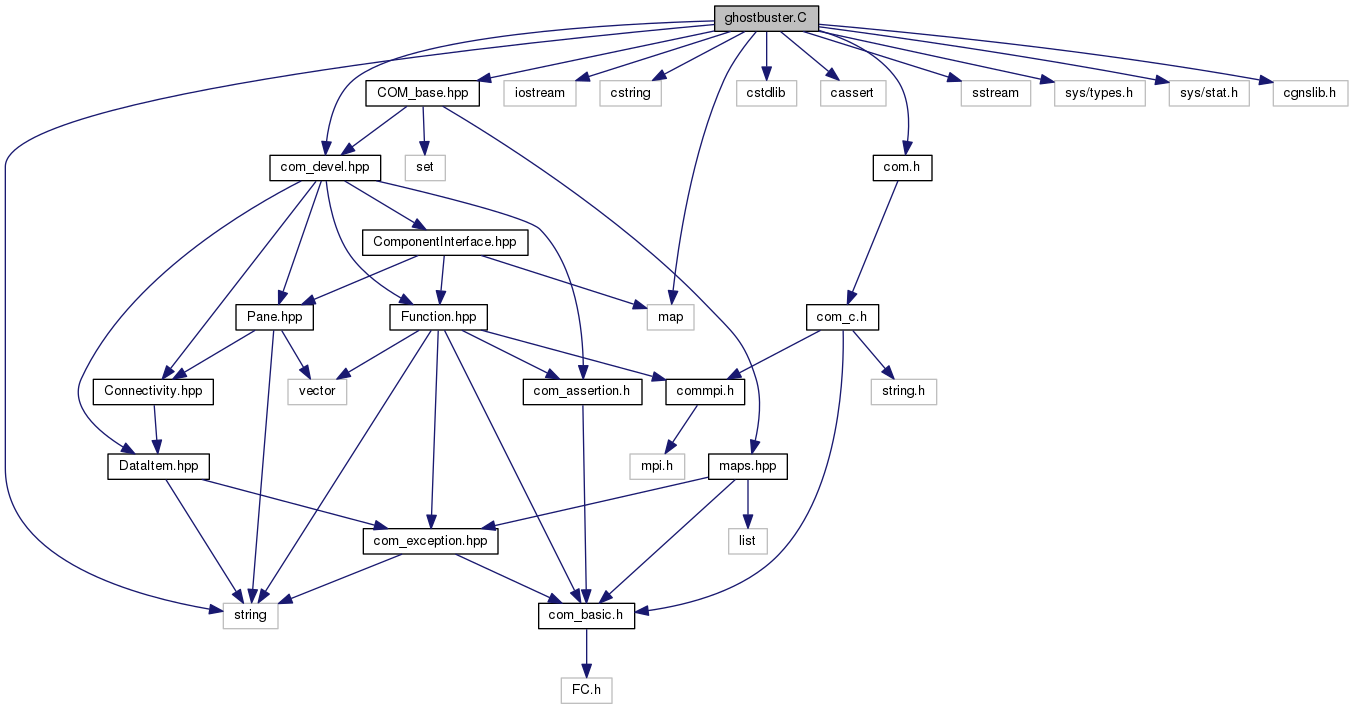 ghostbuster.C
COM_base.hpp
iostream
cstring
cstdlib
cassert
sstream
sys/types.h
sys/stat.h
cgnslib.h
com_devel.hpp
set
com.h
ComponentInterface.hpp
Pane.hpp
Function.hpp
map
com_c.h
Connectivity.hpp
vector
com_assertion.h
commpi.h
string.h
DataItem.hpp
mpi.h
maps.hpp
com_exception.hpp
list
string
com_basic.h
FC.h